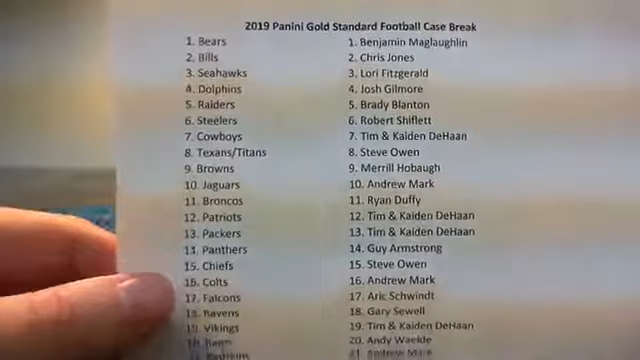 2019 Panini Gold Standard Football Case Break
1. Bears 1. Benjamin Maglaughlin
2. Bills 2. Chris Jones
3. Seahawks 3. Lori Fitzgerald
4. Dolphins 4. Josh Gilmore
5. Raiders 5. Brady Blanton
6. Steelers 6. Robert Shiflett
7. Cowboys 7. Tim & Kaiden DeHaan
8. Texans/Titans 8. Steve Owen
9. Browns 9. Merrill Hobaugh
10. Jaguars 10. Andrew Mark
11. Broncos 11. Ryan Duffy
12. Patriots 12. Tim & Kaiden DeHaan
13. Packers 13. Tim & Kaiden DeHaan
14. Panthers 14. Guy Armstrong
15. Chiefs 15. Steve Owen
16. Colts 16. Andrew Mark
17. Falcons 17. Aric Schwindt
18. Ravens 18. Gary Sewell
19. Vikings 19. Tim & Kaiden DeHaan
20. Andy Waelde
21. Andrew Mark